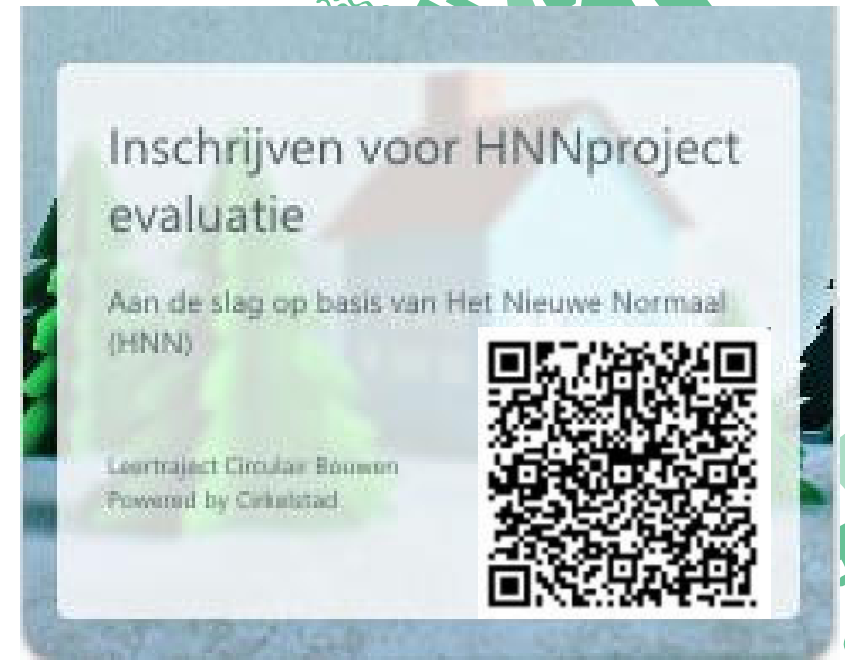 Inschrijven voor HNNproject
evaluatie
Aan de slag op basis van Het Nieuwe Normaal
(HNN)
Leertraject Circulair Bouwen
Powered by Cirkelstad